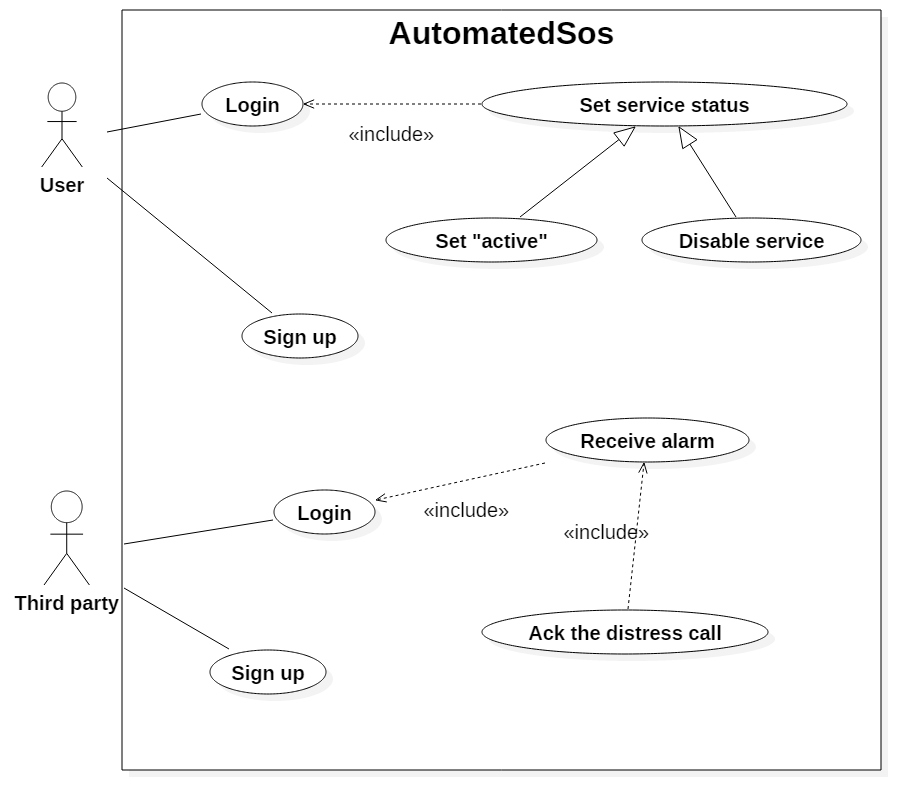 AutomatedSos
Login
Set service status
«include»
User
Set "active"
Disable service
Sign up
Receive alarm
Login
«include»
«include»
Third party
Ack the distress call
Sign up